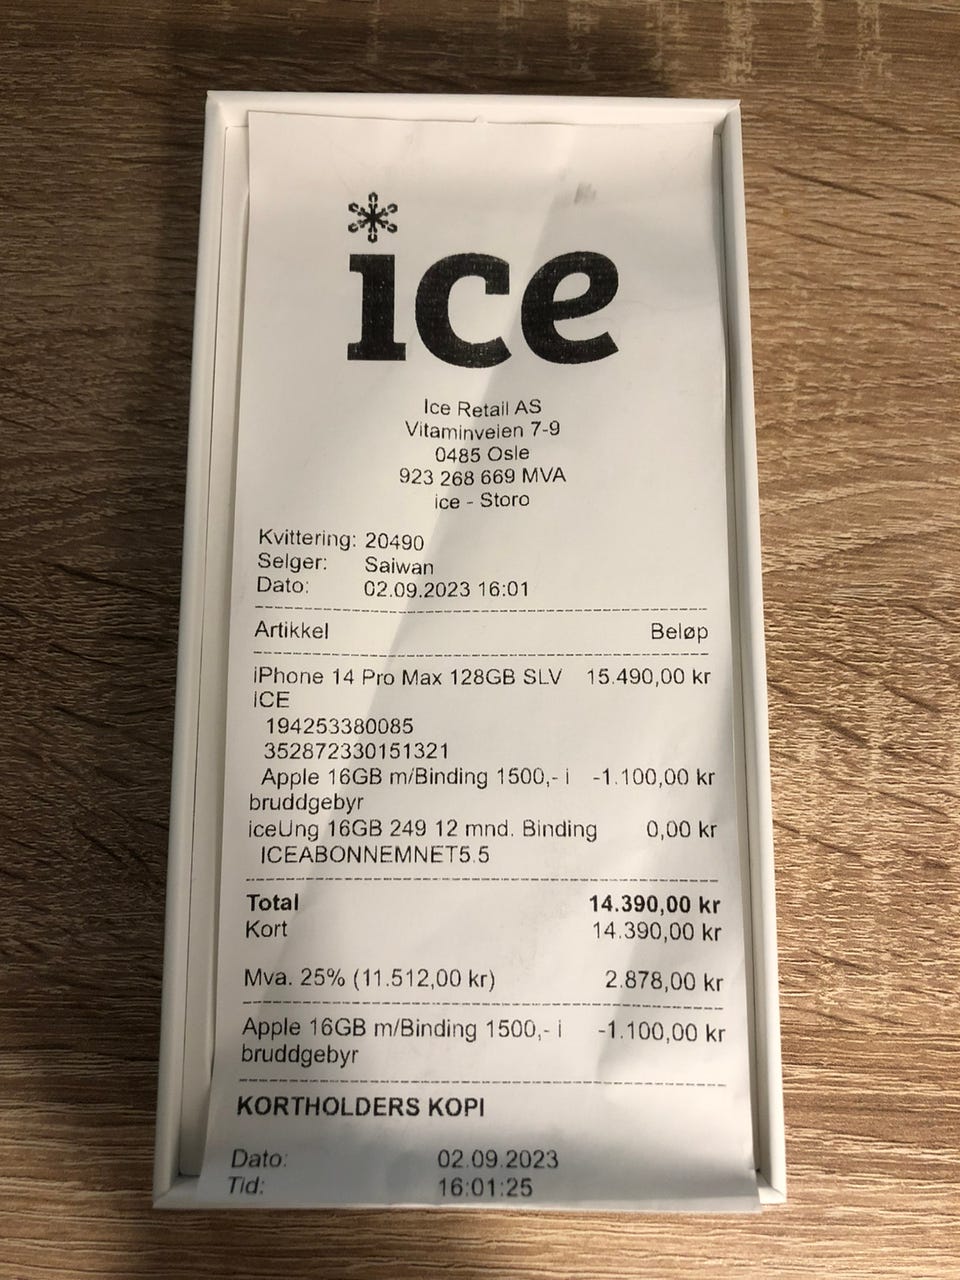 ice
Ice Retail AS
Vitaminveien 7-9
0485 Osle
923 268 669 MVA
ice - Storo
Kvittering: 20490
Selger: Saiwan
Dato: 02.09.2023 16:01
Artikkel Beløp
iPhone 14 Pro Max 128GB SLV 15.490,00 kr
ICE
194253380085
352872330151321
Apple 16GB m/Binding 1500,- i -1.100,00 kr
bruddgebyr
iceUng 16GB 249 12 mnd. Binding 0,00 kr
ICEABONNEMNET5.5
Total 14.390,00 kr
Kort 14.390,00 kr
Mva. 25% (11.512,00 kr) 2.878,00 kr
Apple 16GB m/Binding 1500,- i -1.100,00 kr
bruddgebyr
KORTHOLDERS KOPI
Dato: 02.09.2023
Tid: 16:01:25